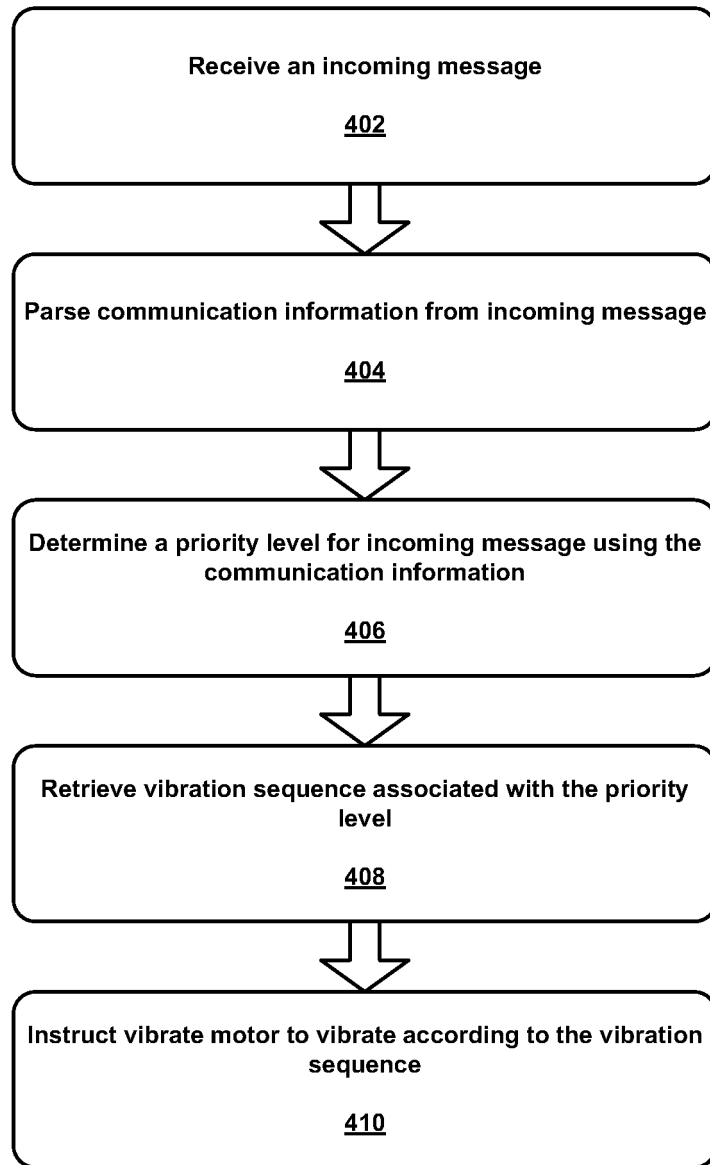 Receive an incoming message
402
Parse communication information from incoming message
404
Determine a priority level for incoming message using the
communication information
406
Retrieve vibration sequence associated with the priority
level
408
Instruct vibrate motor to vibrate according to the vibration
sequence
410